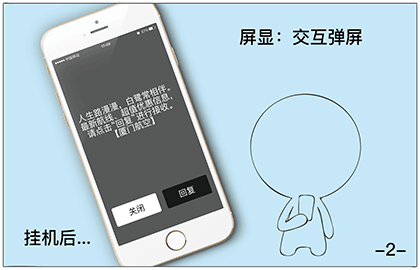 屏显：交互弹屏
人生路漫漫，白鹭常相伴。
最新航线、超值优惠信息，
请点击“回复”进行接收。
【厦门航空】
关闭
回复
挂机后...
-2-